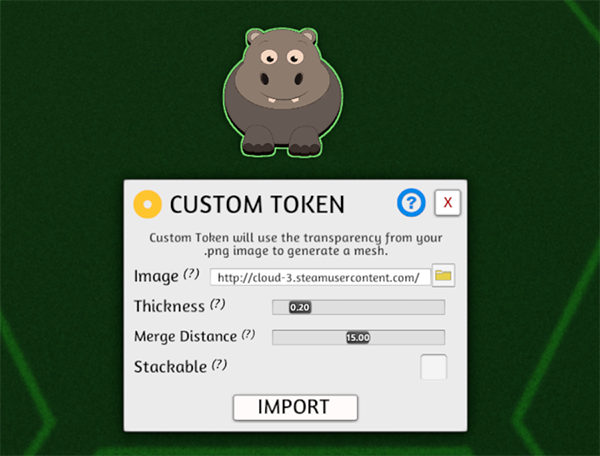 CUSTOM TOKEN
?
X
Custom Token will use the transparency from your
.png image to generate a mesh.
Image (?) http://cloud-3.steamusercontent.com/
Thickness (?) 0.20
Merge Distance (?) 15.00
Stackable (?)
IMPORT